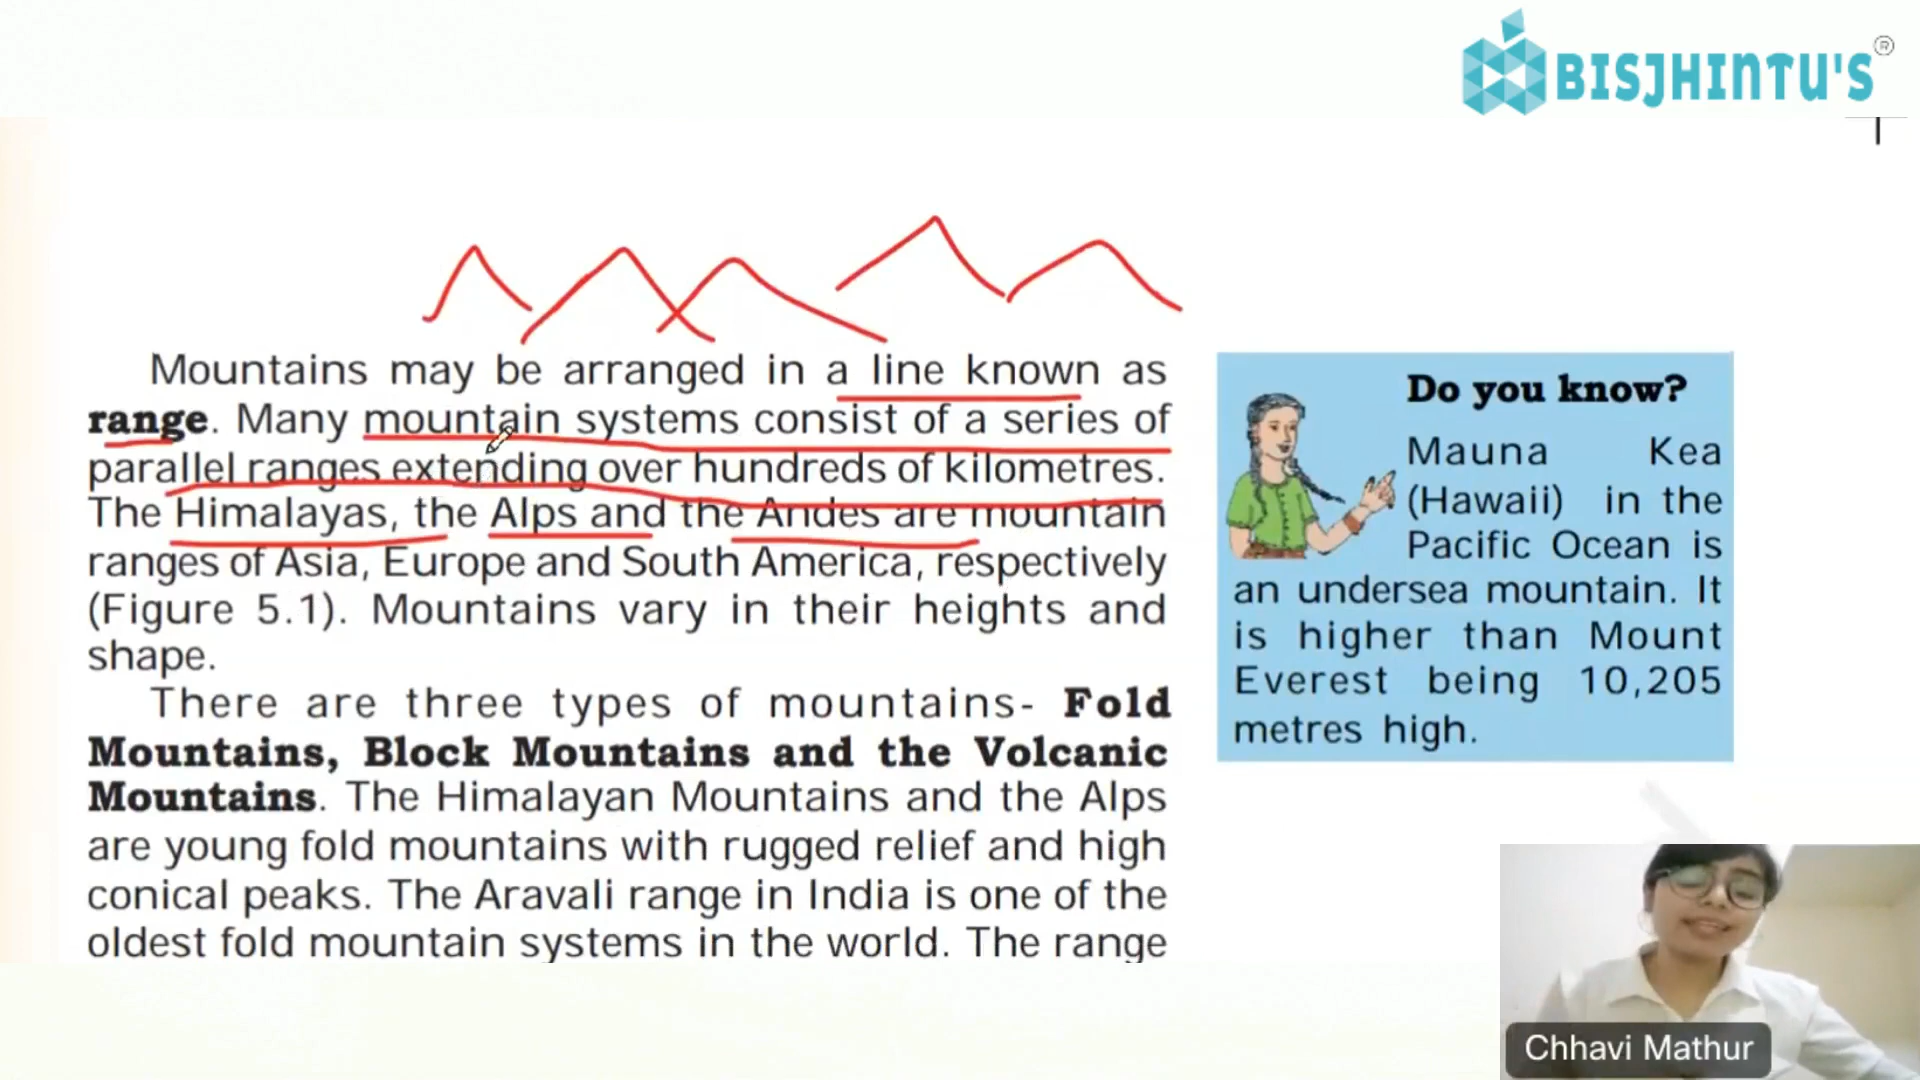 BISJHINTU'S®
Mountains may be arranged in a line known as
range. Many mountain systems consist of a series of
parallel ranges extending over hundreds of kilometres.
The Himalayas, the Alps and the Andes are mountain
ranges of Asia, Europe and South America, respectively
(Figure 5.1). Mountains vary in their heights and
shape.
There are three types of mountains- Fold
Mountains, Block Mountains and the Volcanic
Mountains. The Himalayan Mountains and the Alps
are young fold mountains with rugged relief and high
conical peaks. The Aravali range in India is one of the
oldest fold mountain systems in the world. The range
Do you know?
Mauna Kea
(Hawaii) in the
Pacific Ocean is
an undersea mountain. It
is higher than Mount
Everest being 10,205
metres high.
Chhavi Mathur